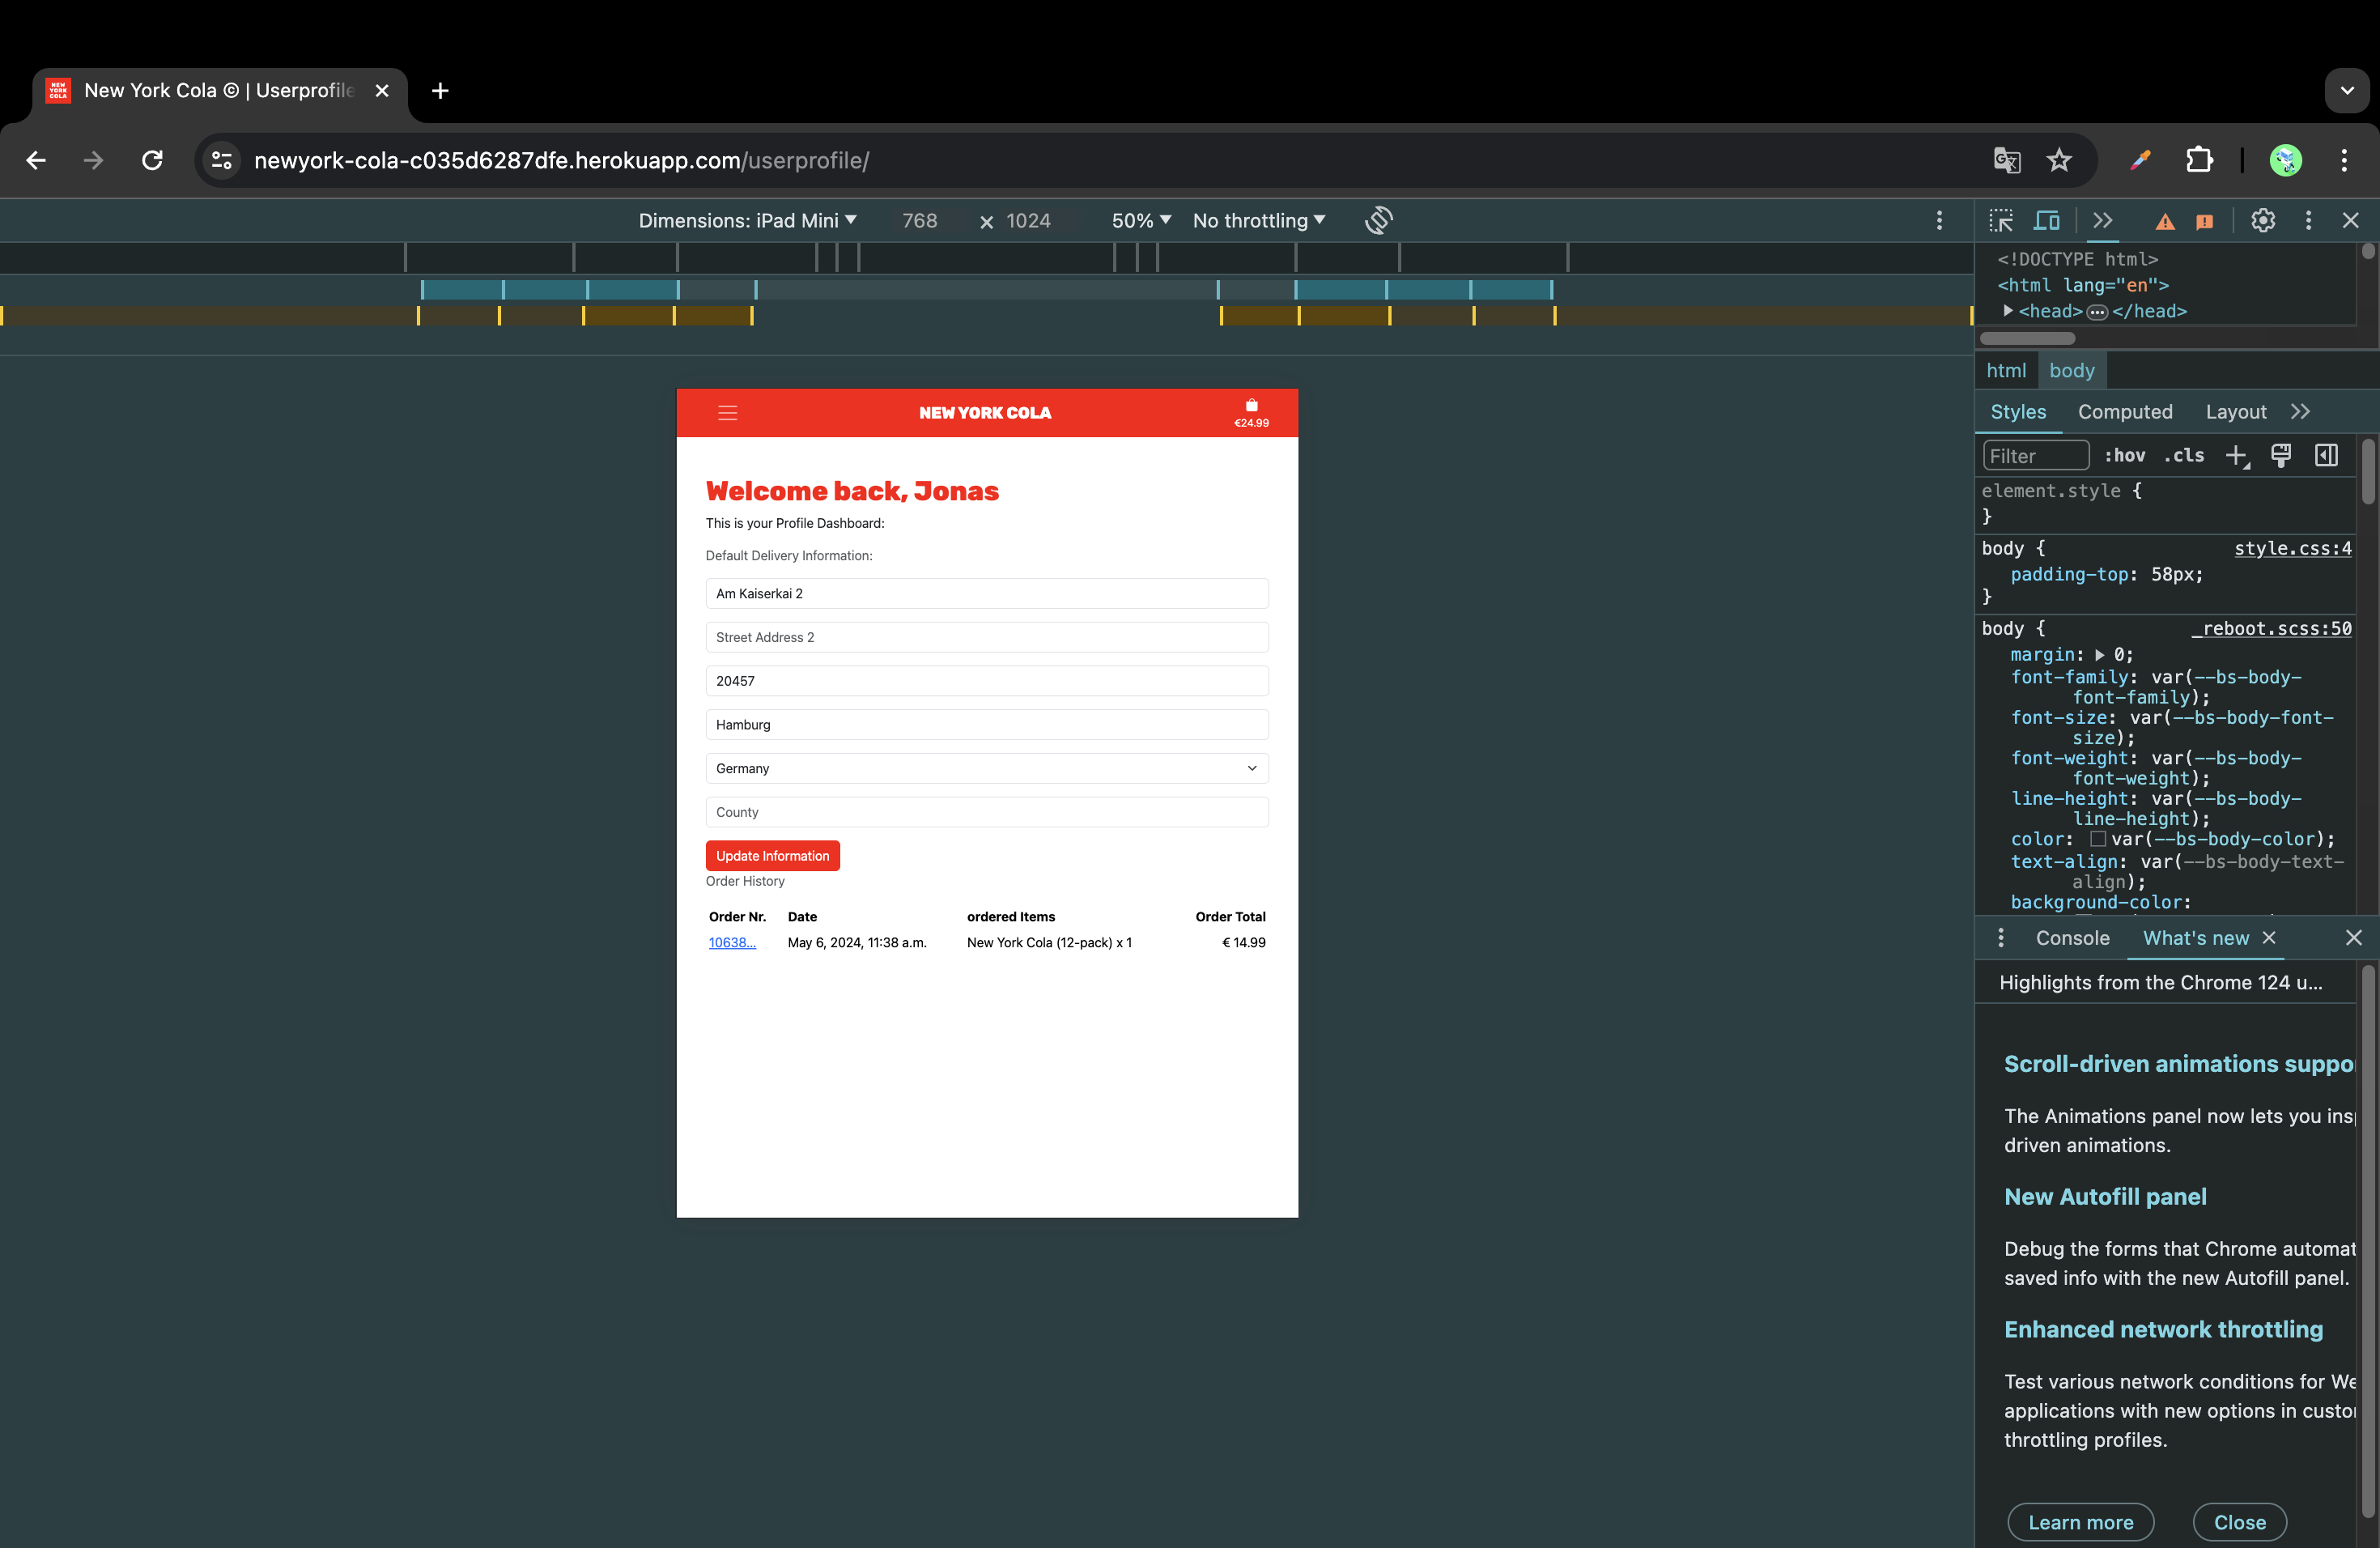 NEW
YORK
COLA
New York Cola © | Userprofile
newyork-cola-c035d6287dfe.herokuapp.com/userprofile/
Dimensions: iPad Mini 768 × 1024 50% No throttling
<!DOCTYPE html>
<html lang="en">
<head> … </head>
html body
Styles Computed Layout
Filter :hov .cls
element.style {
}
body { style.css:4
padding-top: 58px;
}
body { _reboot.scss:50
margin: 0;
font-family: var(--bs-body-
font-family);
font-size: var(--bs-body-font-
size);
font-weight: var(--bs-body-
font-weight);
line-height: var(--bs-body-
line-height);
color: var(--bs-body-color);
text-align: var(--bs-body-text-
align);
background-color:
NEW YORK COLA
€24.99
Welcome back, Jonas
This is your Profile Dashboard:
Default Delivery Information:
Am Kaiserkai 2
Street Address 2
20457
Hamburg
Germany
County
Update Information
Order History
Order Nr. Date ordered Items Order Total
10638... May 6, 2024, 11:38 a.m. New York Cola (12-pack) x 1 € 14.99
Console What's new
Highlights from the Chrome 124 u...
Scroll-driven animations suppo
The Animations panel now lets you ins
driven animations.
New Autofill panel
Debug the forms that Chrome automat
saved info with the new Autofill panel.
Enhanced network throttling
Test various network conditions for We
applications with new options in custo
throttling profiles.
Learn more Close